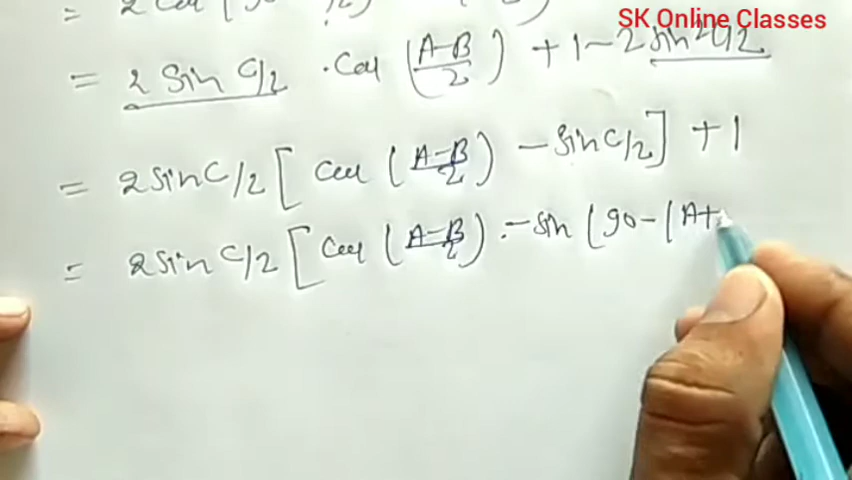 SK Online Classes
= 2 Sin C/2 . Cos (A-B/2) + 1 - 2 sin²C/2
= 2 sin C/2 [ Cos (A-B/2) - sin C/2 ] + 1
= 2 sin C/2 [ Cos (A-B/2) - sin (90 - (A+